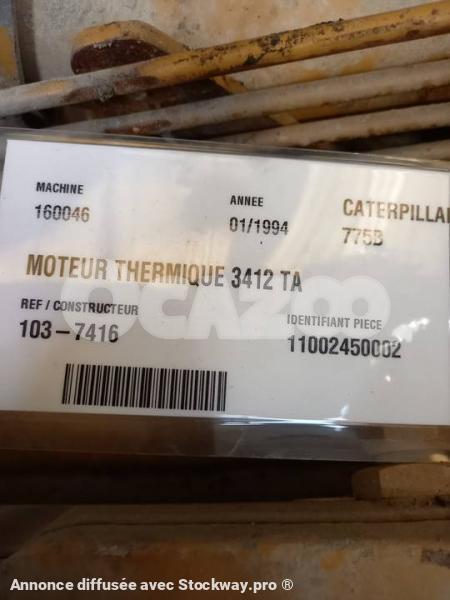 MACHINE
160046
ANNEE
01/1994
CATERPILLA
775B
MOTEUR THERMIQUE 3412 TA
REF / CONSTRUCTEUR
103-7416
IDENTIFIANT PIECE
11002450002
OCAZOO
Annonce diffusée avec Stockway.pro ®